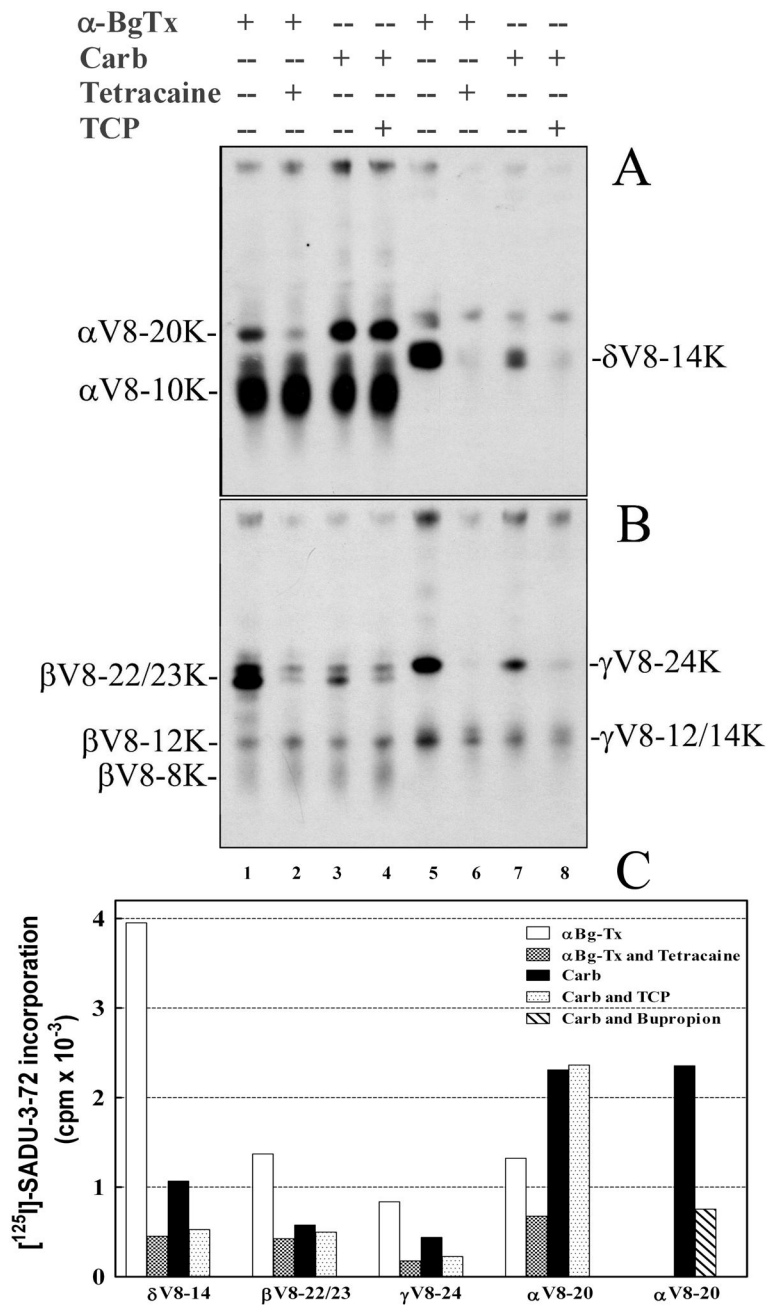 α-BgTx + + -- -- + + -- --
Carb -- -- + + -- -- + +
Tetracaine -- + -- -- -- + -- --
TCP -- -- -- + -- -- -- +
A
αV8-20K-
-δV8-14K
αV8-10K-
B
βV8-22/23K-
-γV8-24K
βV8-12K-
-γV8-12/14K
βV8-8K-
1 2 3 4 5 6 7 8
C
[125I]-SADU-3-72 incorporation
(cpm x 10-3)
4
3
2
1
0
αBg-Tx
αBg-Tx and Tetracaine
Carb
Carb and TCP
Carb and Bupropion
δV8-14 βV8-22/23 γV8-24 αV8-20 αV8-20